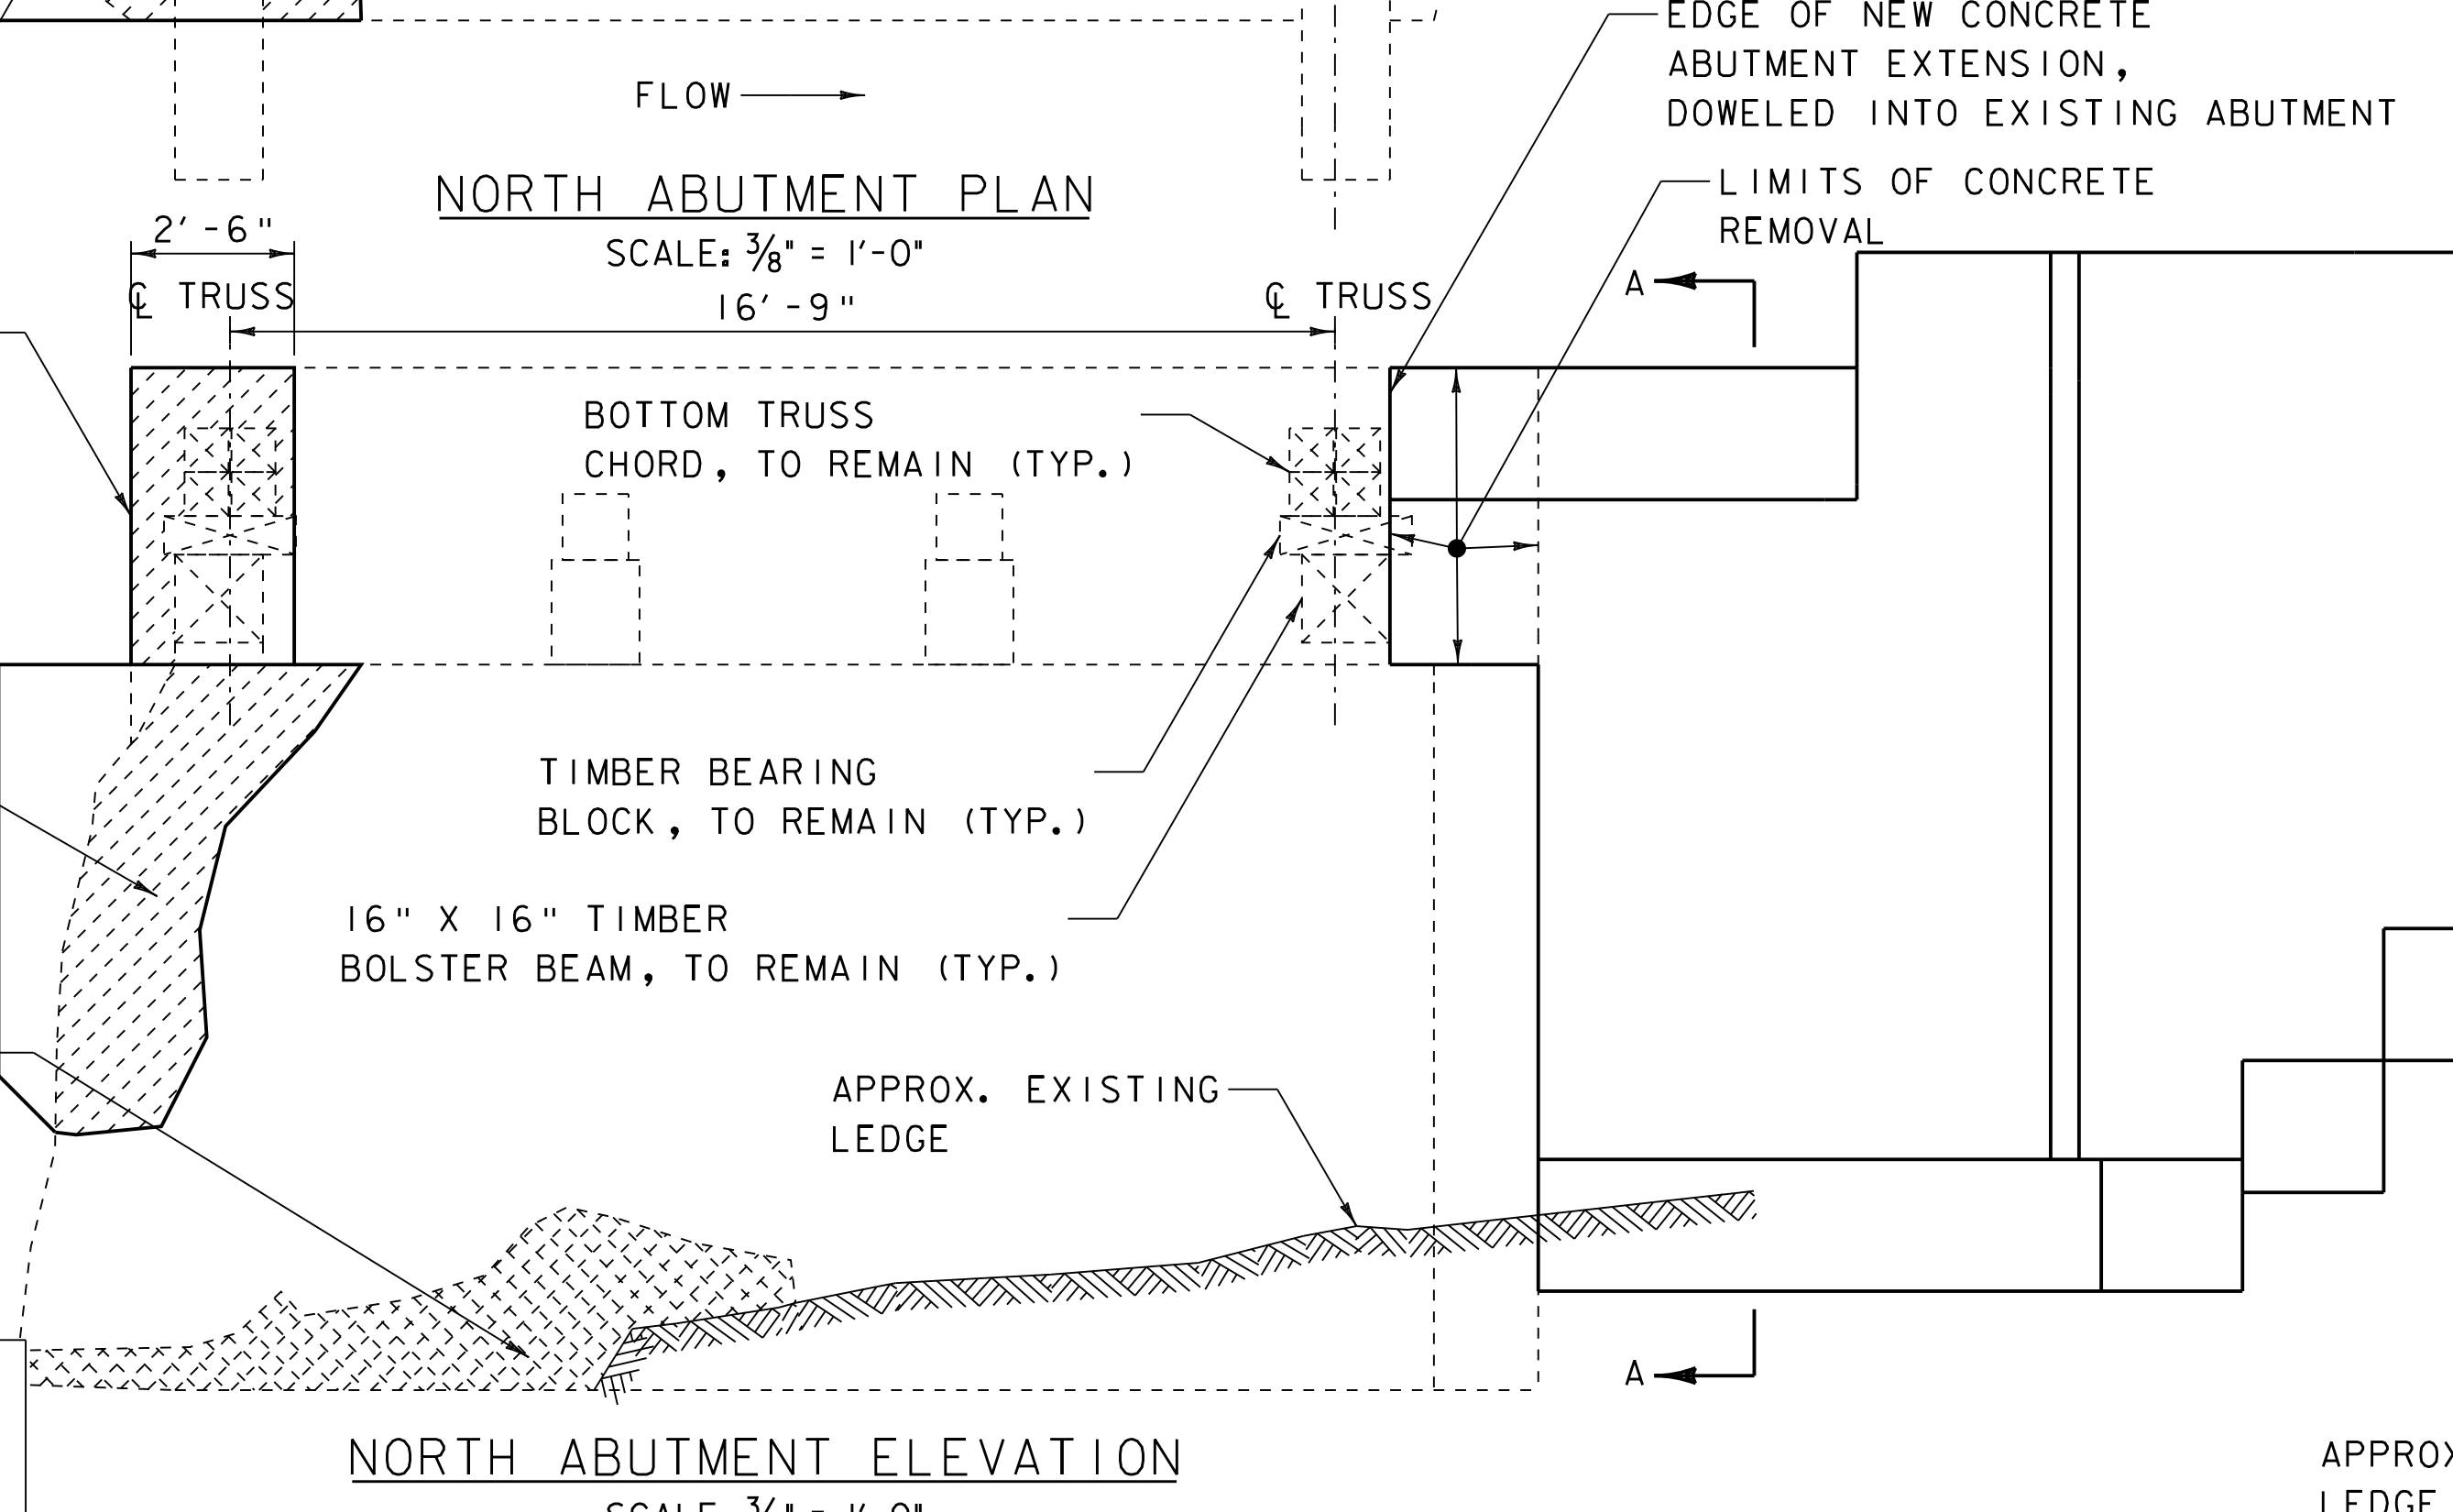 EDGE OF NEW CONCRETE
ABUTMENT EXTENSION,
DOWELED INTO EXISTING ABUTMENT
FLOW
LIMITS OF CONCRETE
REMOVAL
NORTH ABUTMENT PLAN
SCALE: 3/8" = 1'-0"
2'-6"
16'-9"
℄ TRUSS
℄ TRUSS
A
BOTTOM TRUSS
CHORD, TO REMAIN (TYP.)
TIMBER BEARING
BLOCK, TO REMAIN (TYP.)
16" X 16" TIMBER
BOLSTER BEAM, TO REMAIN (TYP.)
APPROX. EXISTING
LEDGE
A
NORTH ABUTMENT ELEVATION
APPROX
LEDGE